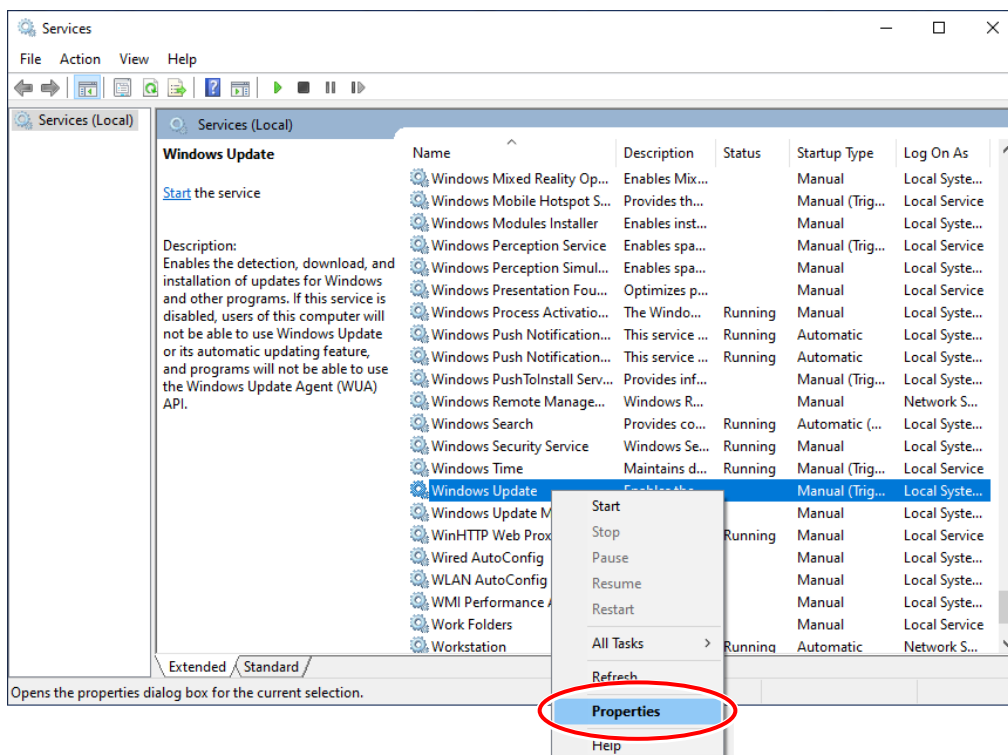 Services
File Action View Help
Services (Local)
Services (Local)
Windows Update
Start the service
Description:
Enables the detection, download, and
installation of updates for Windows
and other programs. If this service is
disabled, users of this computer will
not be able to use Windows Update
or its automatic updating feature,
and programs will not be able to use
the Windows Update Agent (WUA)
API.
Name Description Status Startup Type Log On As
Windows Mixed Reality Op... Enables Mix... Manual Local Syste...
Windows Mobile Hotspot S... Provides th... Manual (Trig... Local Service
Windows Modules Installer Enables inst... Manual Local Syste...
Windows Perception Service Enables spa... Manual (Trig... Local Service
Windows Perception Simul... Enables spa... Manual Local Syste...
Windows Presentation Fou... Optimizes p... Manual Local Service
Windows Process Activatio... The Windo... Running Manual Local Syste...
Windows Push Notification... This service ... Running Automatic Local Syste...
Windows Push Notification... This service ... Running Automatic Local Syste...
Windows PushToInstall Serv... Provides inf... Manual (Trig... Local Syste...
Windows Remote Manage... Windows R... Manual Network S...
Windows Search Provides co... Running Automatic (... Local Syste...
Windows Security Service Windows Se... Running Manual Local Syste...
Windows Time Maintains d... Running Manual (Trig... Local Service
Windows Update Enables the Manual (Trig... Local Syste...
Windows Update M Manual Local Syste...
WinHTTP Web Prox Running Manual Local Service
Wired AutoConfig Manual Local Syste...
WLAN AutoConfig Manual Local Syste...
WMI Performance A Manual Local Syste...
Work Folders Manual Local Service
Workstation Running Automatic Network S...
Start
Stop
Pause
Resume
Restart
All Tasks
Refresh
Properties
Help
Extended Standard
Opens the properties dialog box for the current selection.